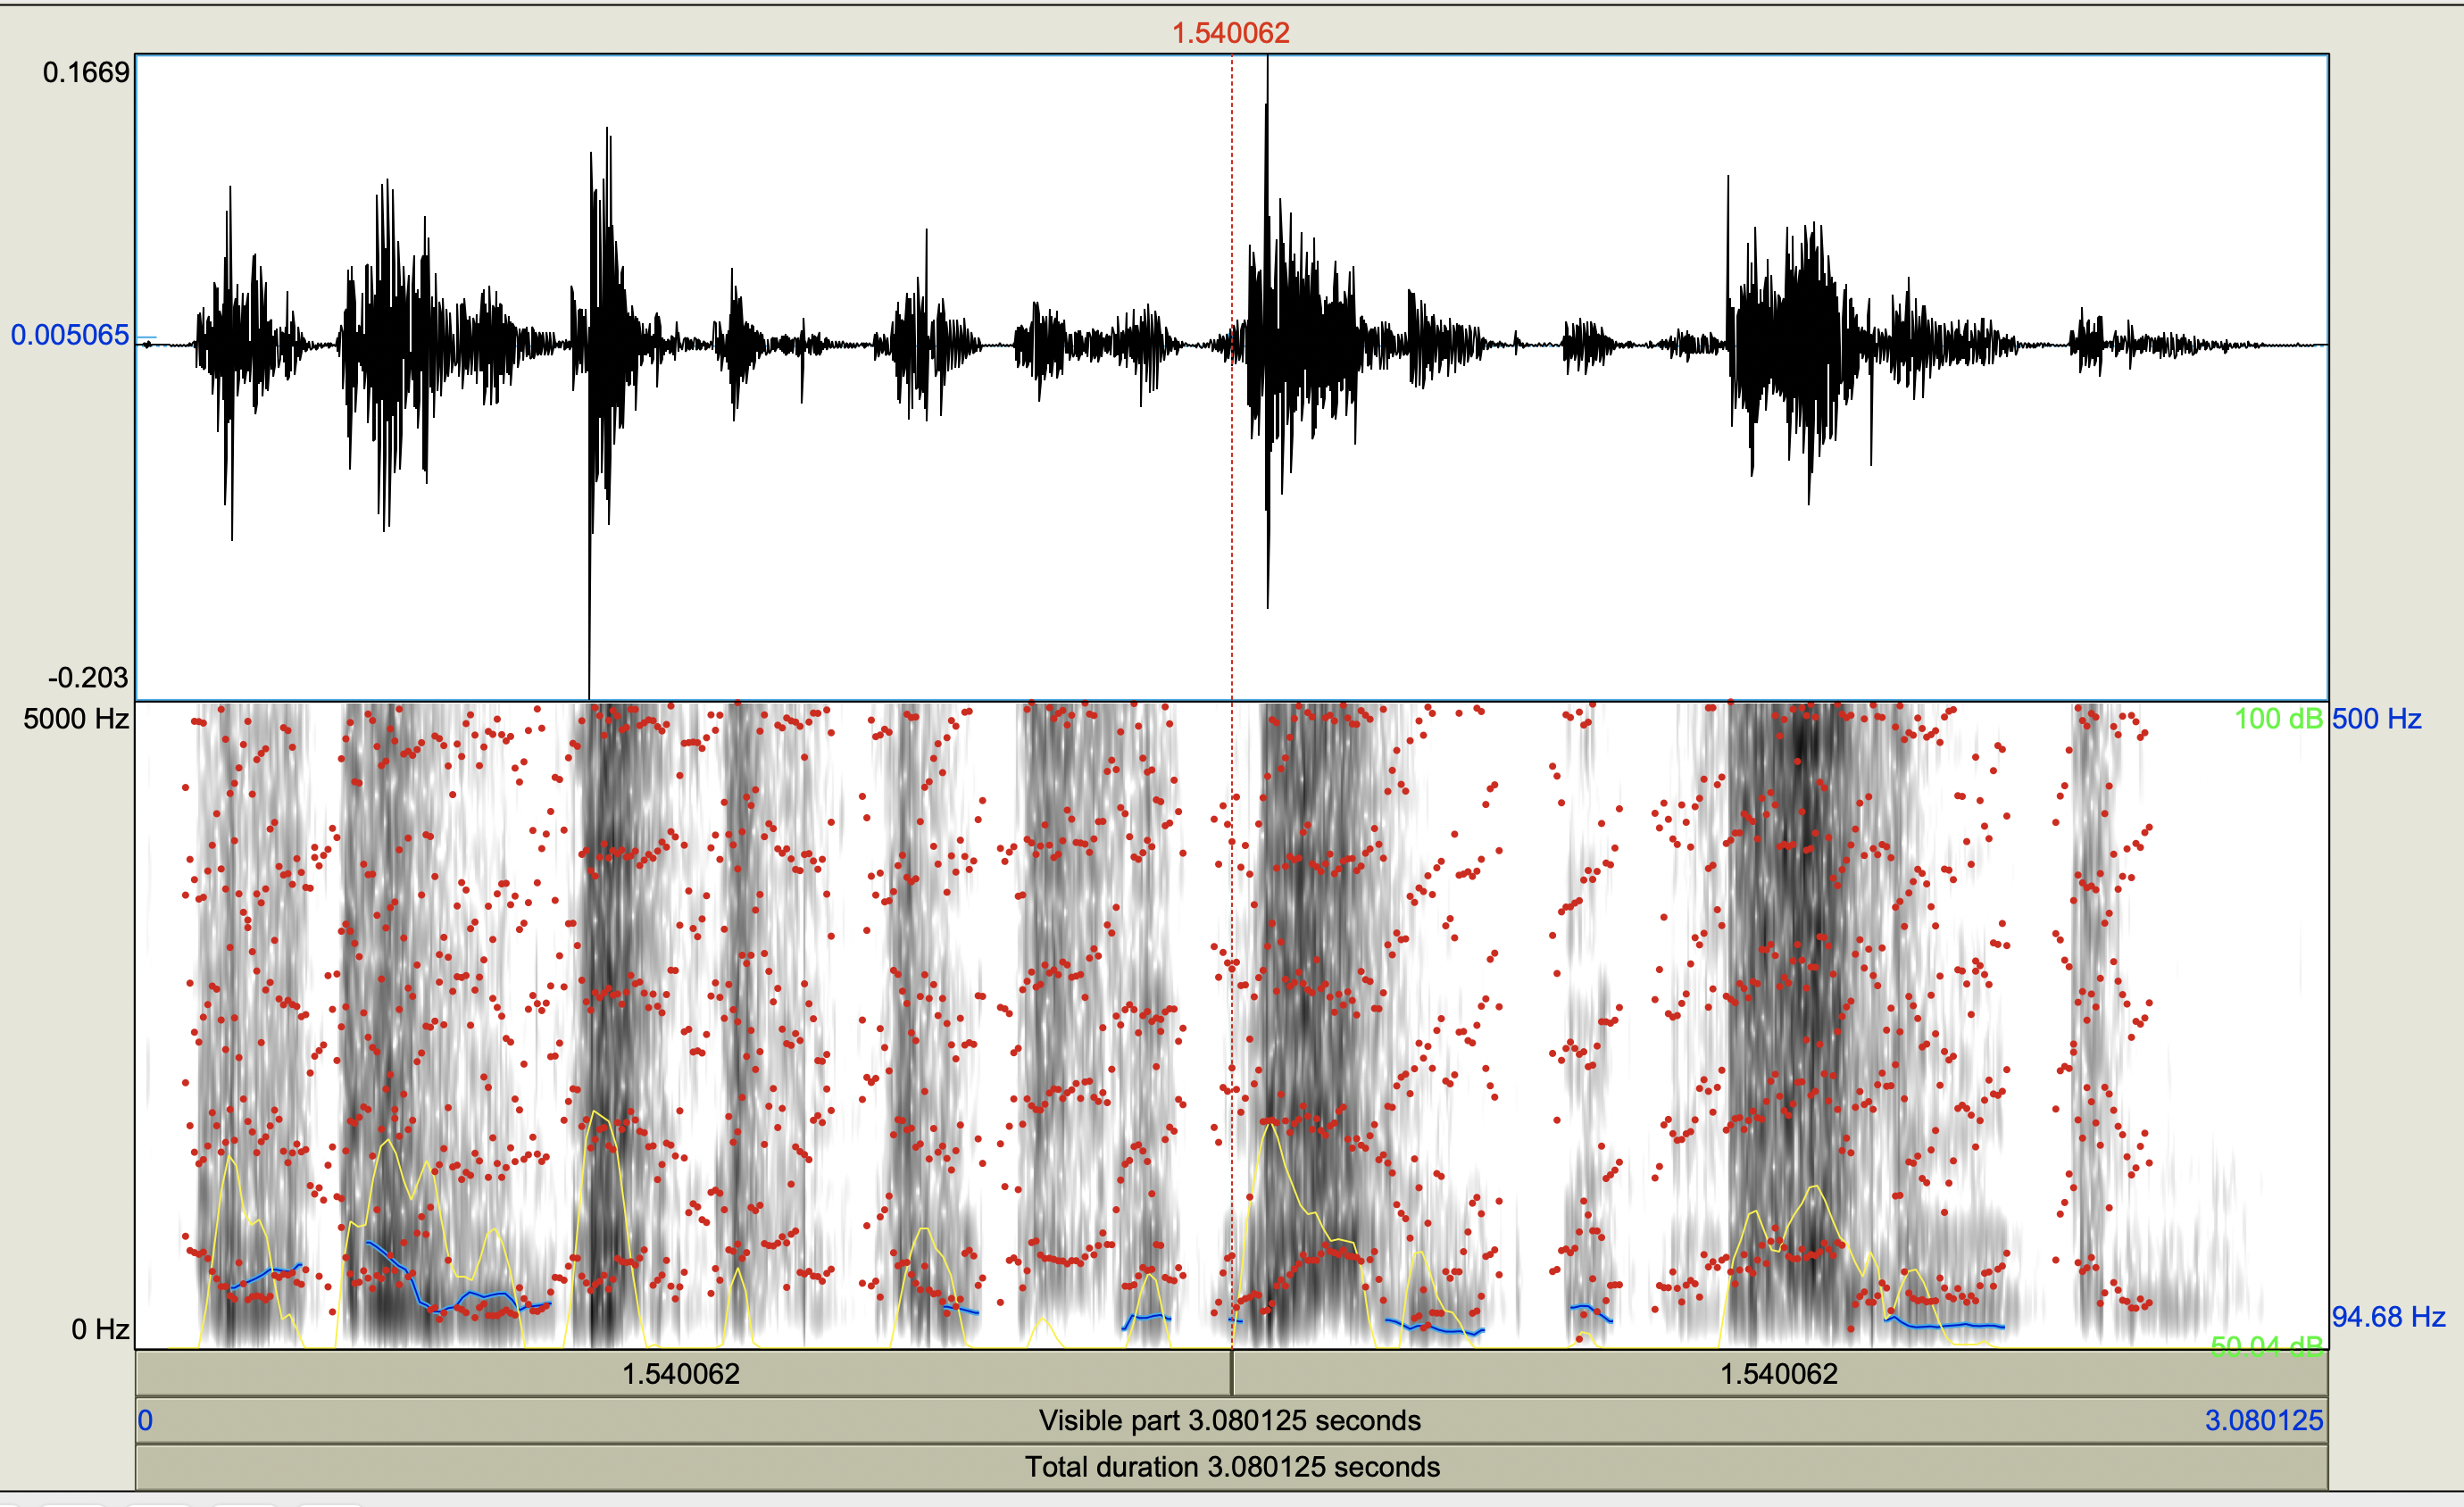 1.540062
0.1669
0.005065
-0.203
5000 Hz
100 dB
500 Hz
0 Hz
94.68 Hz
50.04 dB
1.540062
1.540062
0
Visible part 3.080125 seconds
3.080125
Total duration 3.080125 seconds